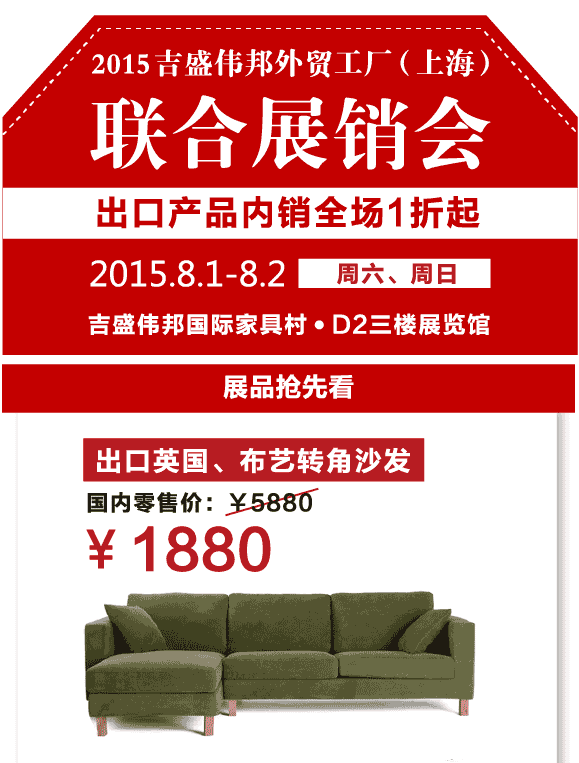 2015吉盛伟邦外贸工厂（上海）
联合展销会
出口产品内销全场1折起
2015.8.1-8.2 周六、周日
吉盛伟邦国际家具村•D2三楼展览馆
展品抢先看
出口英国、布艺转角沙发
国内零售价：￥5880
￥1880